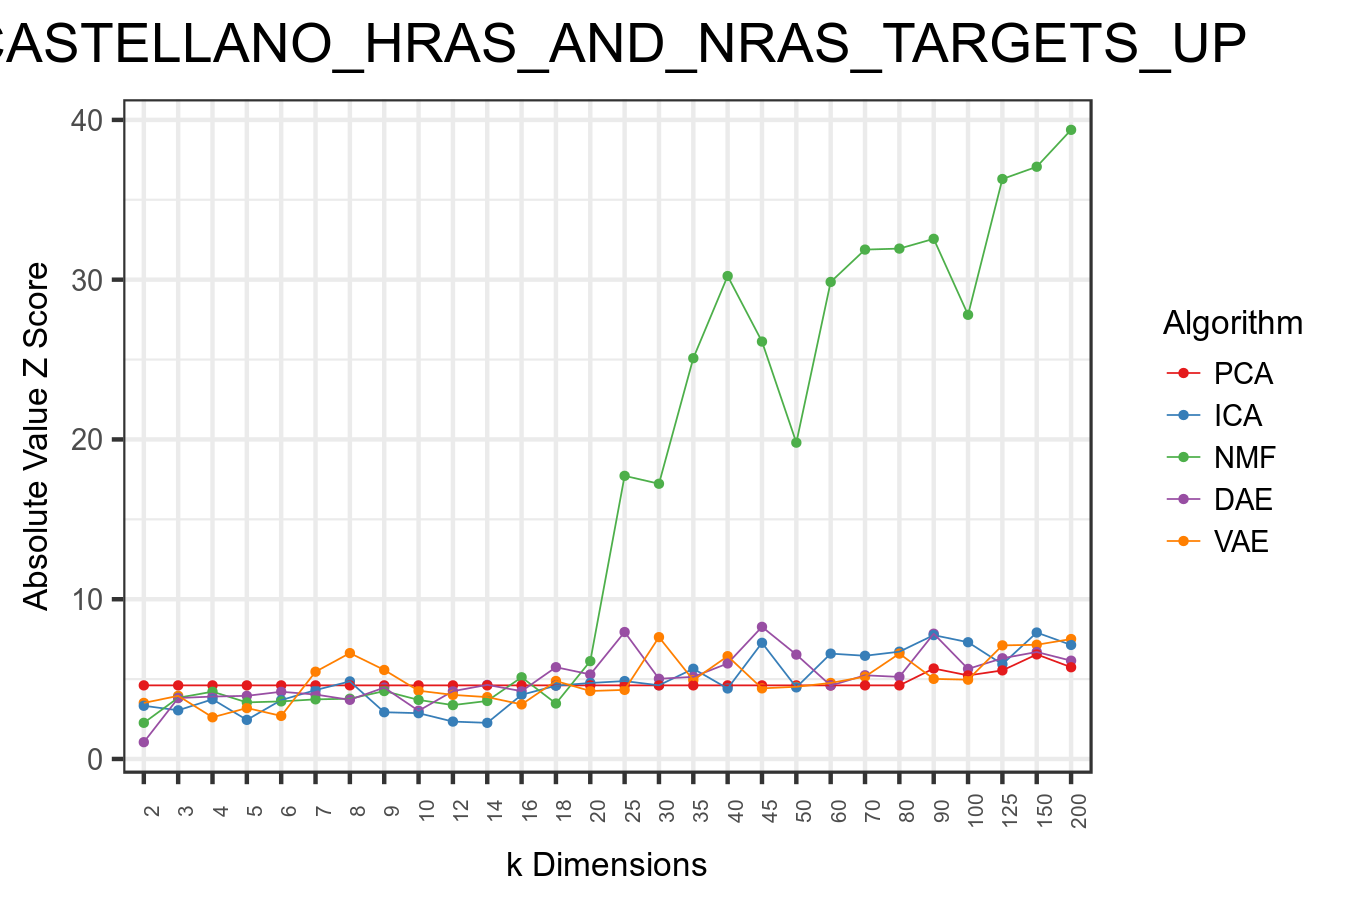 CASTELLANO_HRAS_AND_NRAS_TARGETS_UP
40
30
20
10
0
Absolute Value Z Score
2 3 4 5 6 7 8 9 10 12 14 16 18 20 25 30 35 40 45 50 60 70 80 90 100 125 150 200
k Dimensions
Algorithm
PCA
ICA
NMF
DAE
VAE